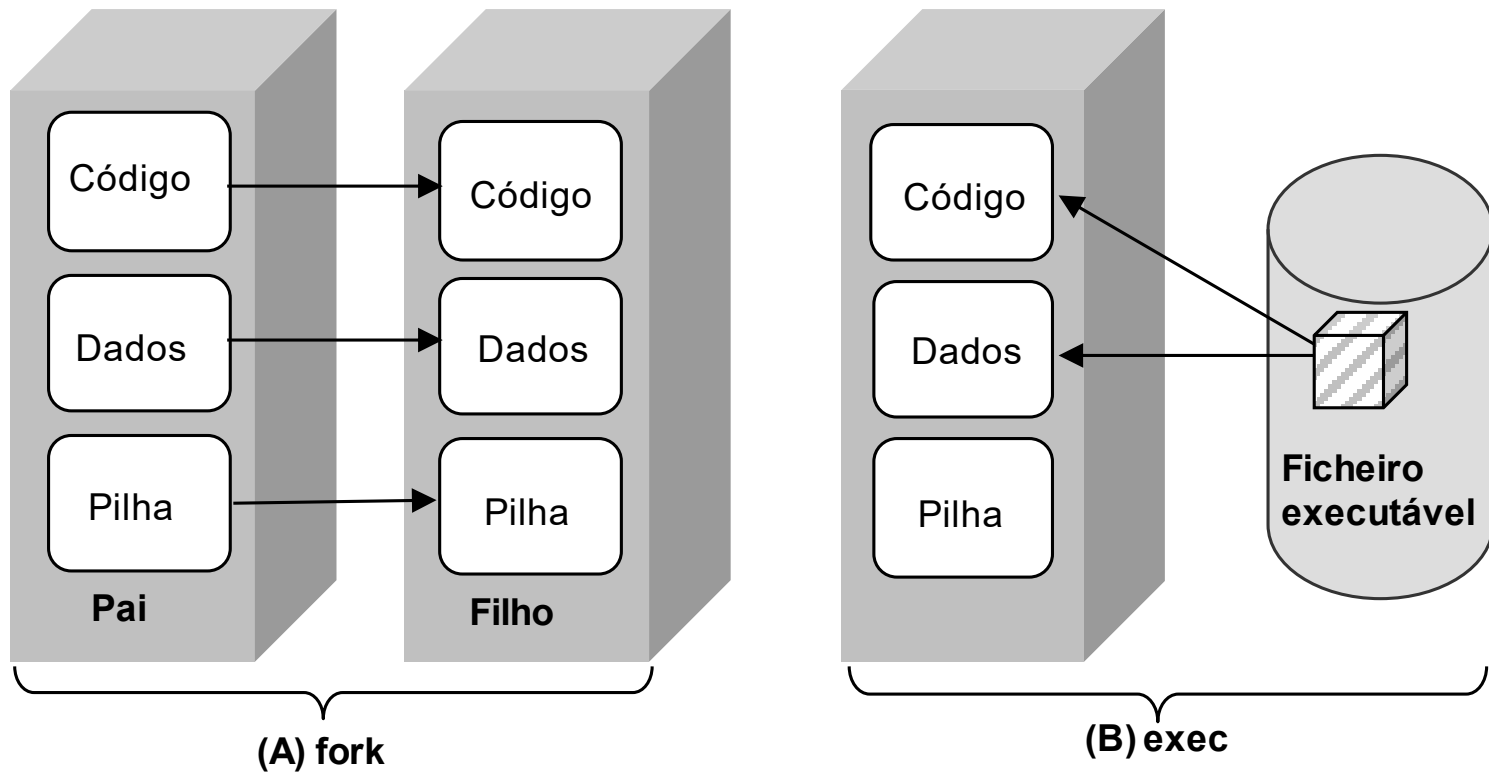 Código
Dados
Pilha
Pai
Código
Dados
Pilha
Filho
(A) fork
Código
Dados
Pilha
Ficheiro
executável
(B) exec